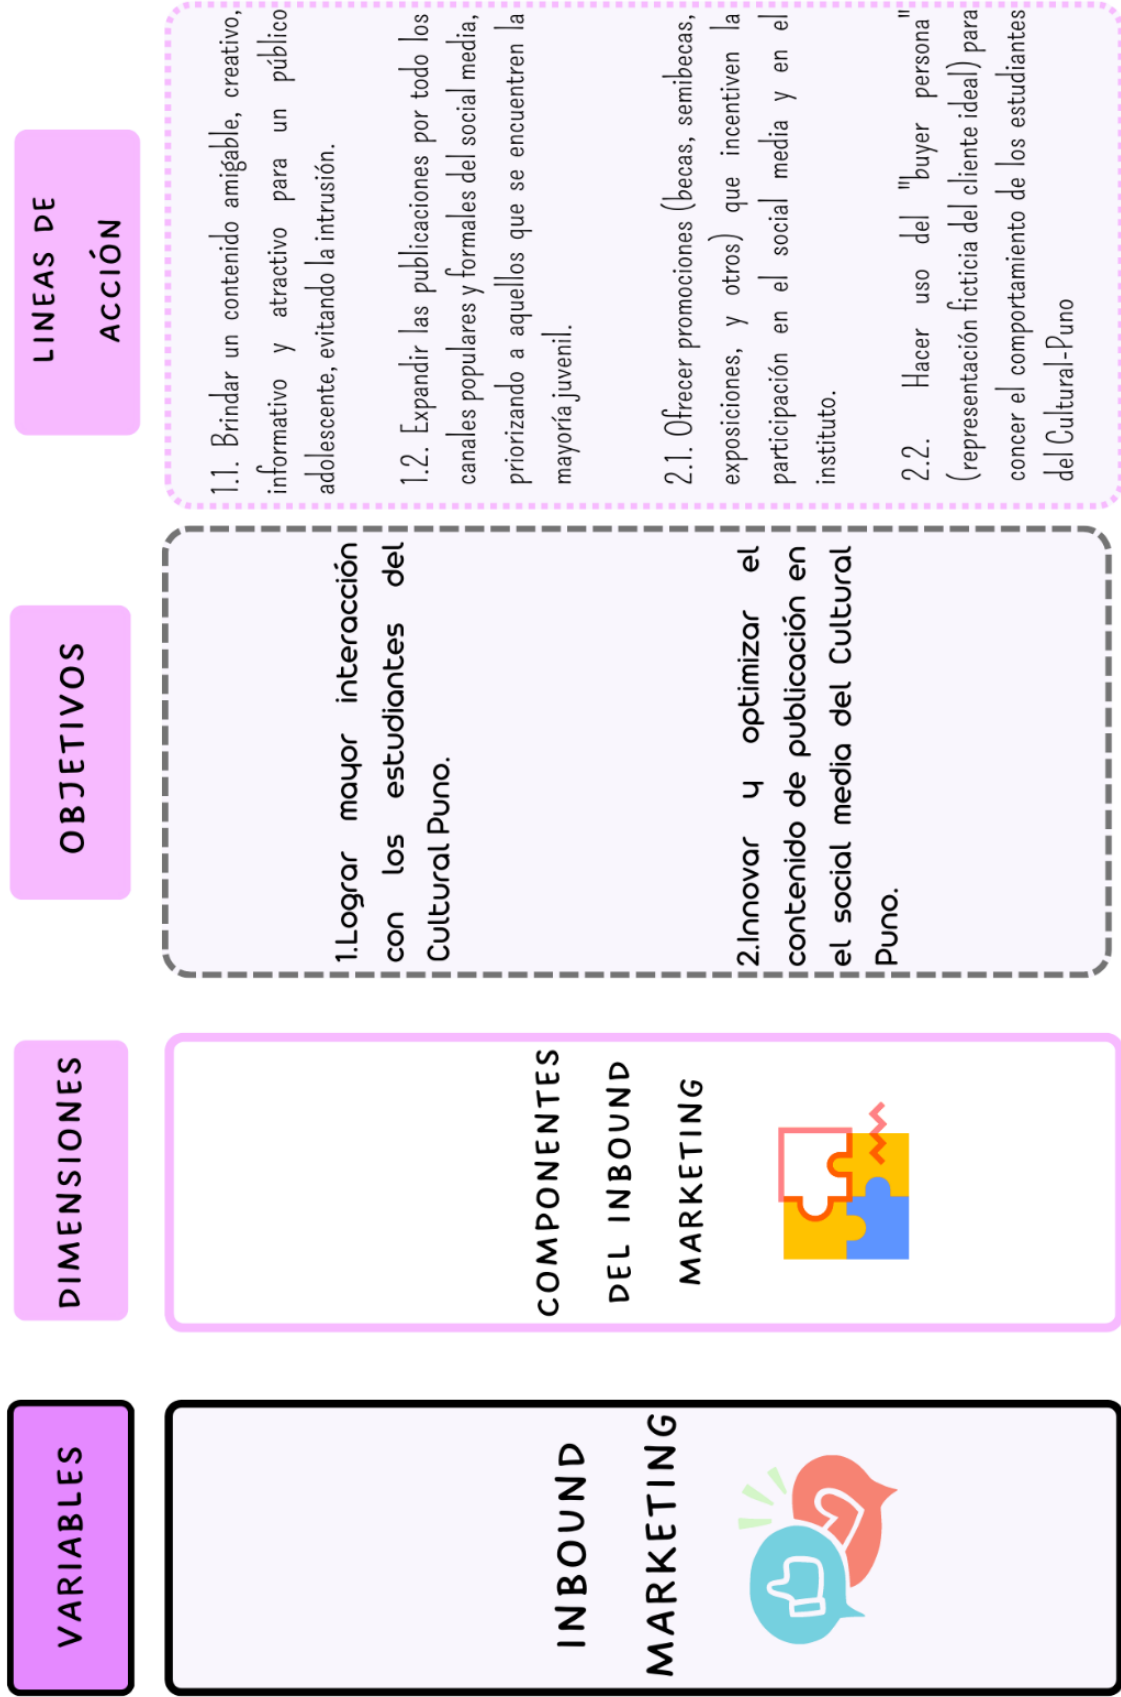 VARIABLES
INBOUND
MARKETING
DIMENSIONES
COMPONENTES
DEL INBOUND
MARKETING
OBJETIVOS
1.Lograr mayor interacción
con los estudiantes del
Cultural Puno.
2.Innovar y optimizar el
contenido de publicación en
el social media del Cultural
Puno.
LINEAS DE
ACCIÓN
1.1. Brindar un contenido amigable, creativo,
informativo y atractivo para un público
adolescente, evitando la intrusión.
1.2. Expandir las publicaciones por todo los
canales populares y formales del social media,
priorizando a aquellos que se encuentren la
mayoría juvenil.
2.1. Ofrecer promociones (becas, semibecas,
exposiciones, y otros) que incentiven la
participación en el social media y en el
instituto.
2.2. Hacer uso del "buyer persona"
(representación ficticia del cliente ideal) para
concer el comportamiento de los estudiantes
del Cultural-Puno